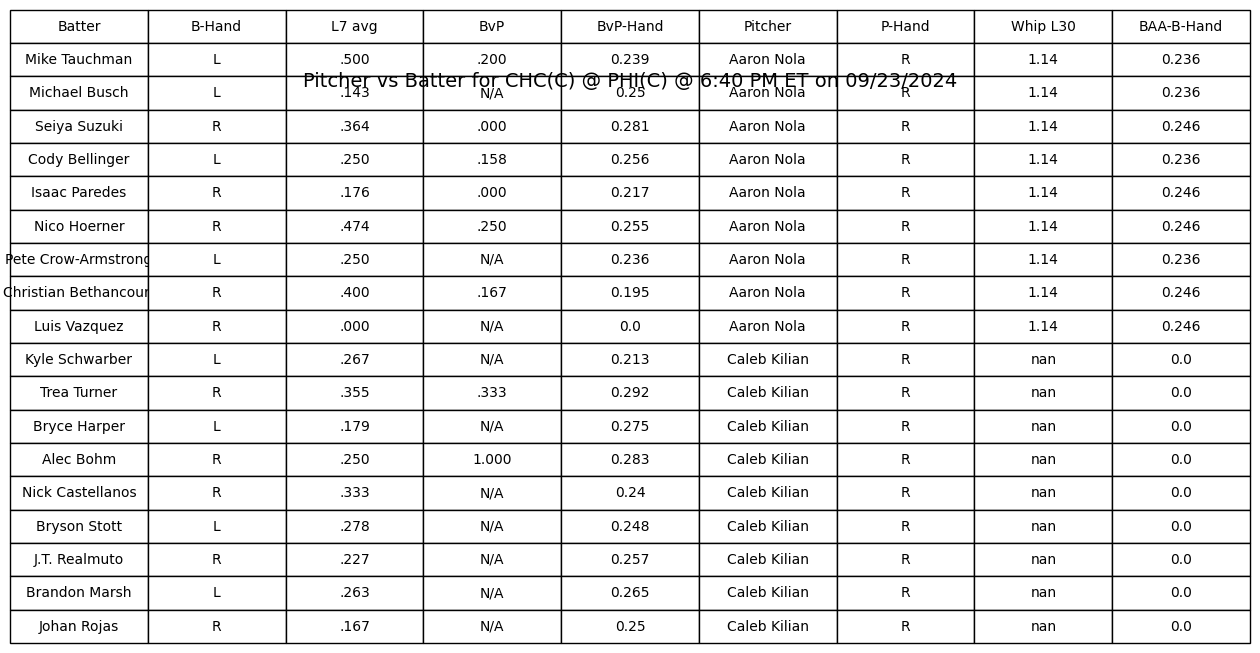 Batter B-Hand L7 avg BvP BvP-Hand Pitcher P-Hand Whip L30 BAA-B-Hand
Mike Tauchman L .500 .200 0.239 Aaron Nola R 1.14 0.236
Pitcher vs Batter for CHC(C) @ PHI(C) @ 6:40 PM ET on 09/23/2024
Michael Busch L .143 N/A 0.25 Aaron Nola R 1.14 0.236
Seiya Suzuki R .364 .000 0.281 Aaron Nola R 1.14 0.246
Cody Bellinger L .250 .158 0.256 Aaron Nola R 1.14 0.236
Isaac Paredes R .176 .000 0.217 Aaron Nola R 1.14 0.246
Nico Hoerner R .474 .250 0.255 Aaron Nola R 1.14 0.246
Pete Crow-Armstrong L .250 N/A 0.236 Aaron Nola R 1.14 0.236
Christian Bethancour R .400 .167 0.195 Aaron Nola R 1.14 0.246
Luis Vazquez R .000 N/A 0.0 Aaron Nola R 1.14 0.246
Kyle Schwarber L .267 N/A 0.213 Caleb Kilian R nan 0.0
Trea Turner R .355 .333 0.292 Caleb Kilian R nan 0.0
Bryce Harper L .179 N/A 0.275 Caleb Kilian R nan 0.0
Alec Bohm R .250 1.000 0.283 Caleb Kilian R nan 0.0
Nick Castellanos R .333 N/A 0.24 Caleb Kilian R nan 0.0
Bryson Stott L .278 N/A 0.248 Caleb Kilian R nan 0.0
J.T. Realmuto R .227 N/A 0.257 Caleb Kilian R nan 0.0
Brandon Marsh L .263 N/A 0.265 Caleb Kilian R nan 0.0
Johan Rojas R .167 N/A 0.25 Caleb Kilian R nan 0.0